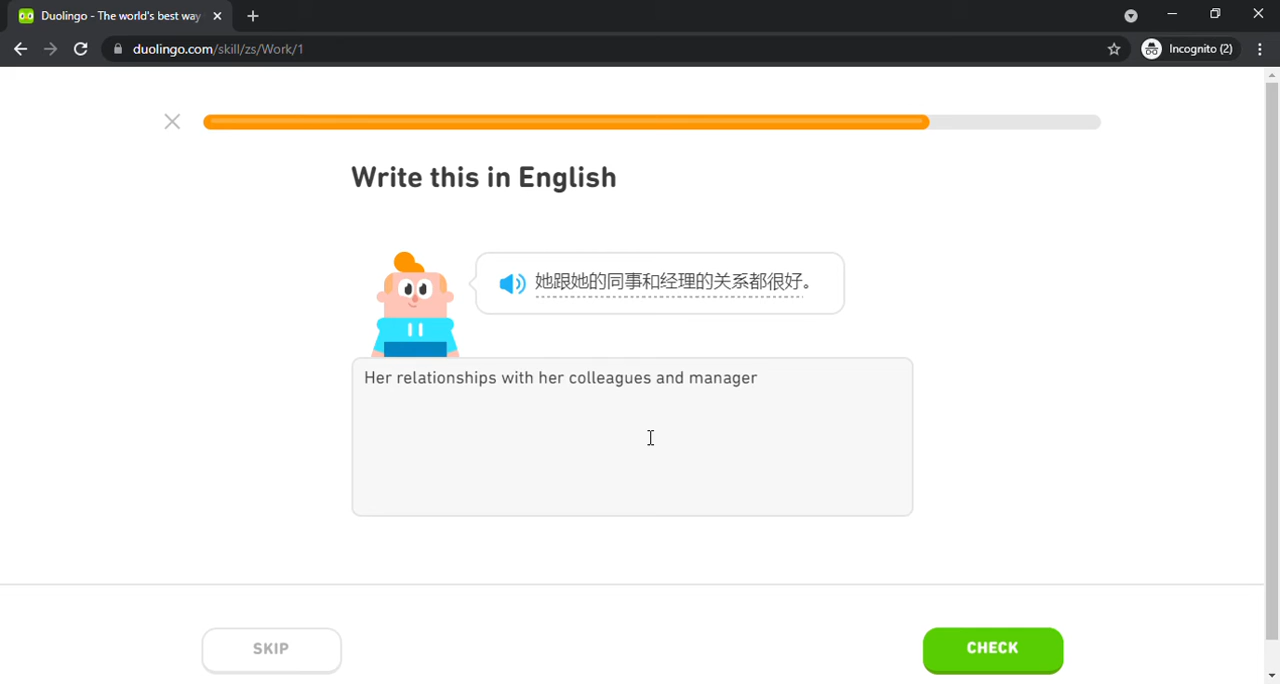 Duolingo - The world's best way
duolingo.com/skill/zs/Work/1
Incognito (2)
Write this in English
她跟她的同事和经理的关系都很好。
Her relationships with her colleagues and manager
SKIP
CHECK